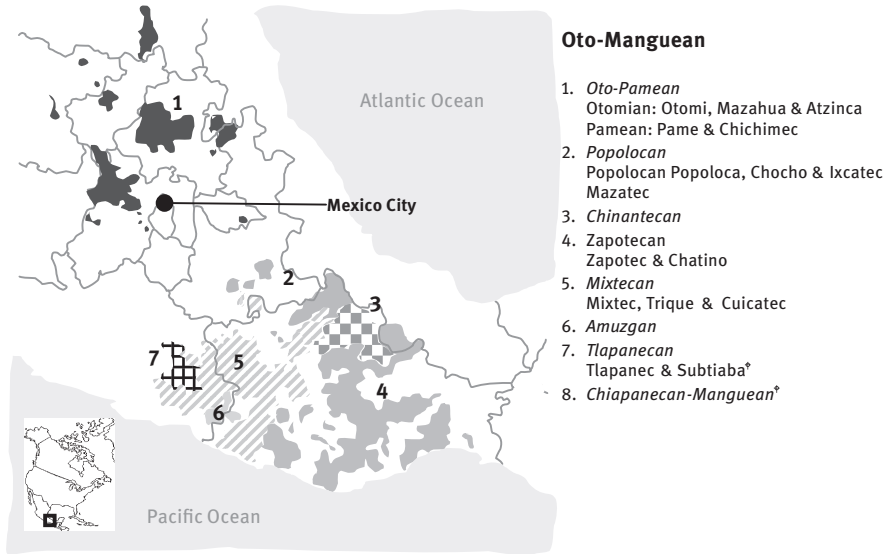 Oto-Manguean
1. Oto-Pamean
Otomian: Otomi, Mazahua & Atzinca
Pamean: Pame & Chichimec
2. Popolocan
Popolocan Popoloca, Chocho & Ixcatec
Mazatec
3. Chinantecan
4. Zapotecan
Zapotec & Chatino
5. Mixtecan
Mixtec, Trique & Cuicatec
6. Amuzgan
7. Tlapanecan
Tlapanec & Subtiaba⌖
8. Chiapanecan-Manguean⌖
1
Atlantic Ocean
Mexico City
2
3
7
5
4
6
Pacific Ocean